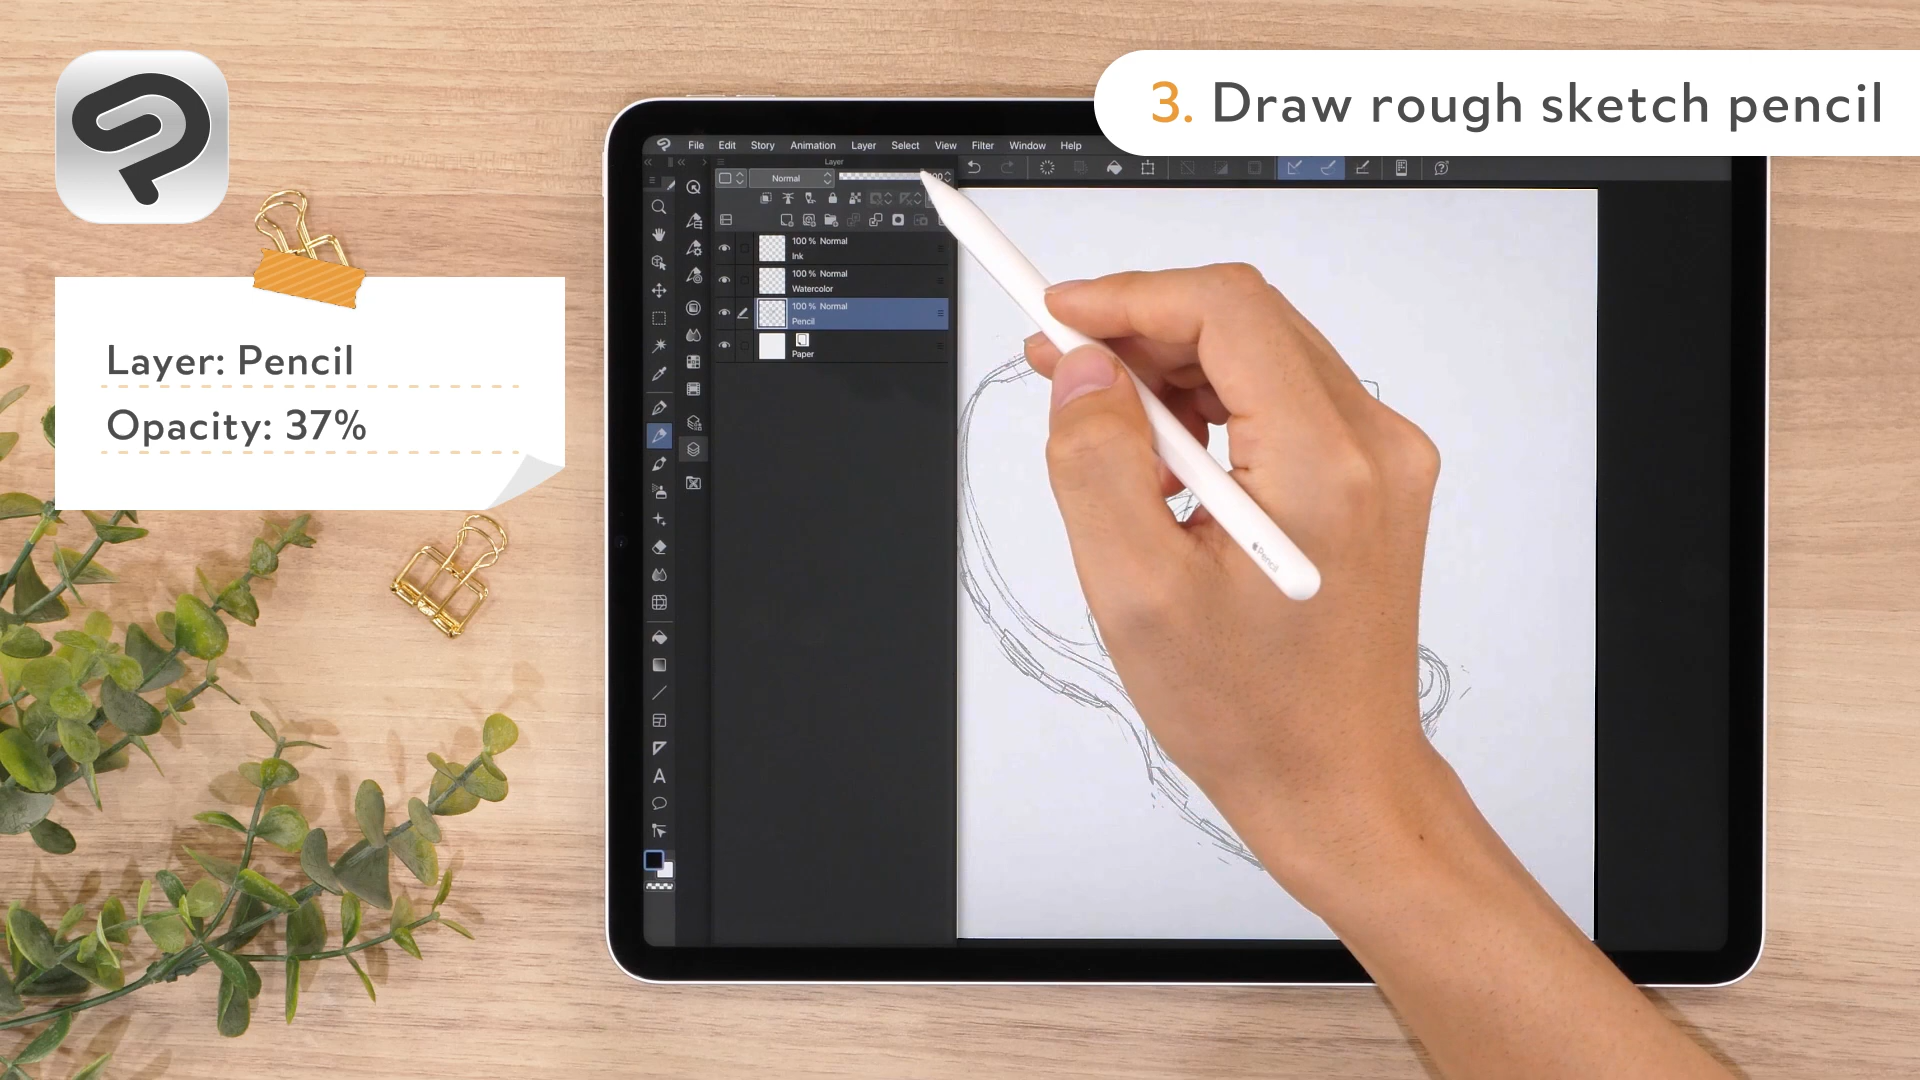 3. Draw rough sketch pencil
Layer: Pencil
Opacity: 37%
File Edit Story Animation Layer Select View Filter Window Help
Layer
Normal
100 % Normal
Ink
100 % Normal
Watercolor
100 % Normal
Pencil
Paper
A
Pencil